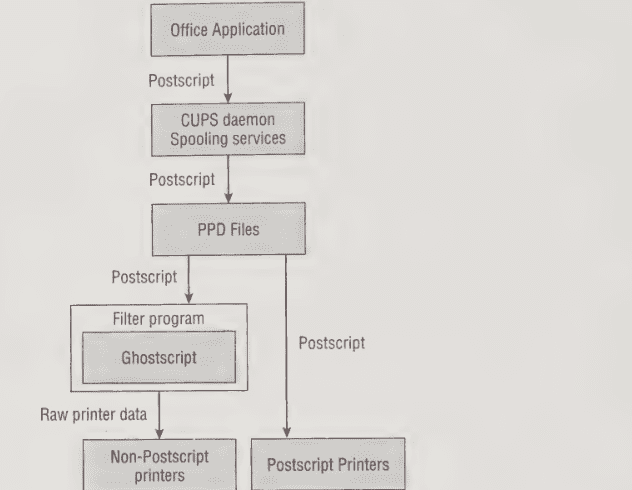 Office Application
Postscript
CUPS daemon
Spooling services
Postscript
PPD Files
Postscript
Filter program
Ghostscript
Postscript
Raw printer data
Non-Postscript
printers
Postscript Printers